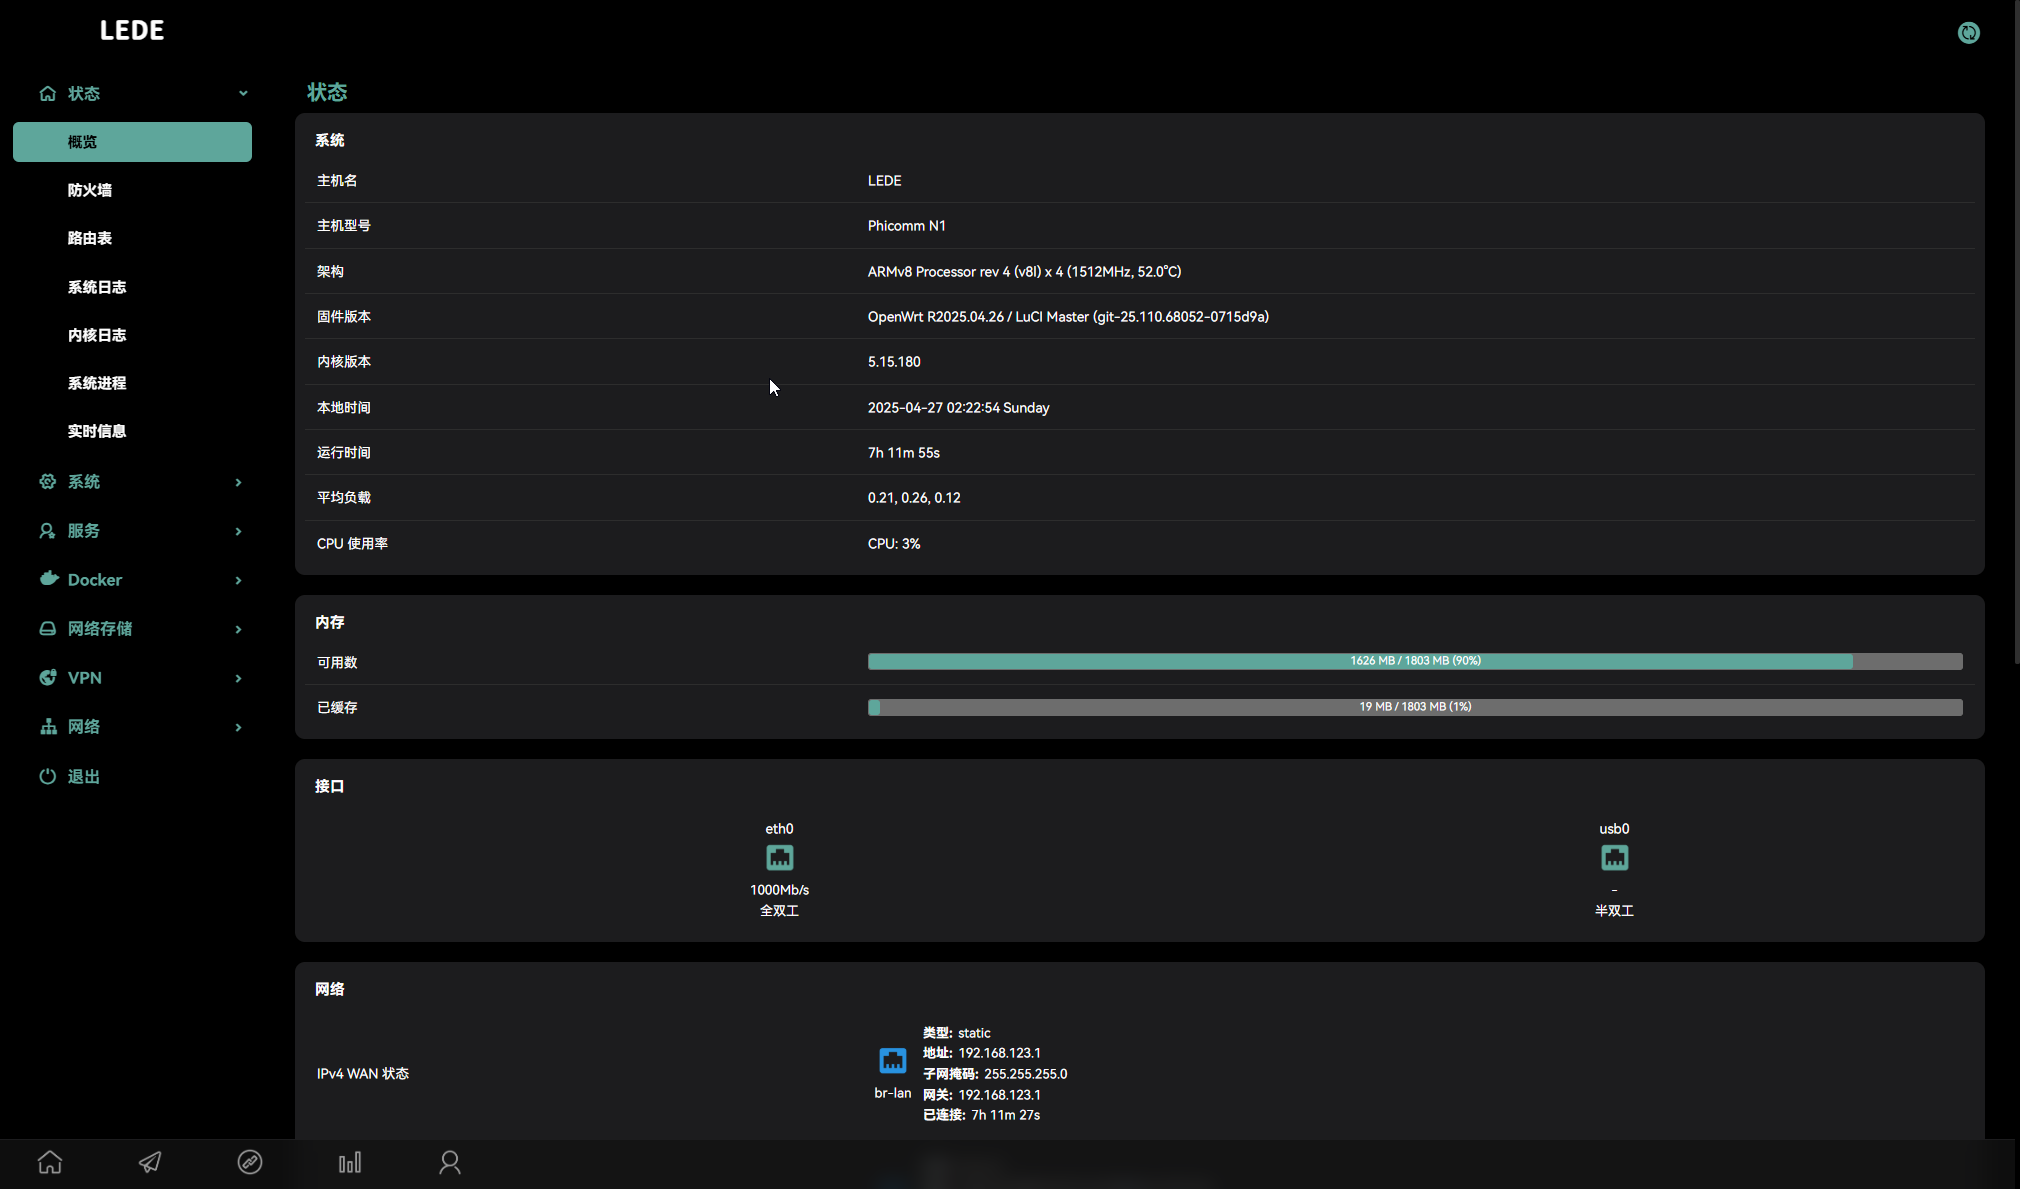 LEDE
状态
概览
防火墙
路由表
系统日志
内核日志
系统进程
实时信息
系统
服务
Docker
网络存储
VPN
网络
退出
状态
系统
主机名 LEDE
主机型号 Phicomm N1
架构 ARMv8 Processor rev 4 (v8l) x 4 (1512MHz, 52.0°C)
固件版本 OpenWrt R2025.04.26 / LuCI Master (git-25.110.68052-0715d9a)
内核版本 5.15.180
本地时间 2025-04-27 02:22:54 Sunday
运行时间 7h 11m 55s
平均负载 0.21, 0.26, 0.12
CPU 使用率 CPU: 3%
内存
可用数 1626 MB / 1803 MB (90%)
已缓存 19 MB / 1803 MB (1%)
接口
eth0
1000Mb/s
全双工
usb0
-
半双工
网络
IPv4 WAN 状态
br-lan
类型: static
地址: 192.168.123.1
子网掩码: 255.255.255.0
网关: 192.168.123.1
已连接: 7h 11m 27s